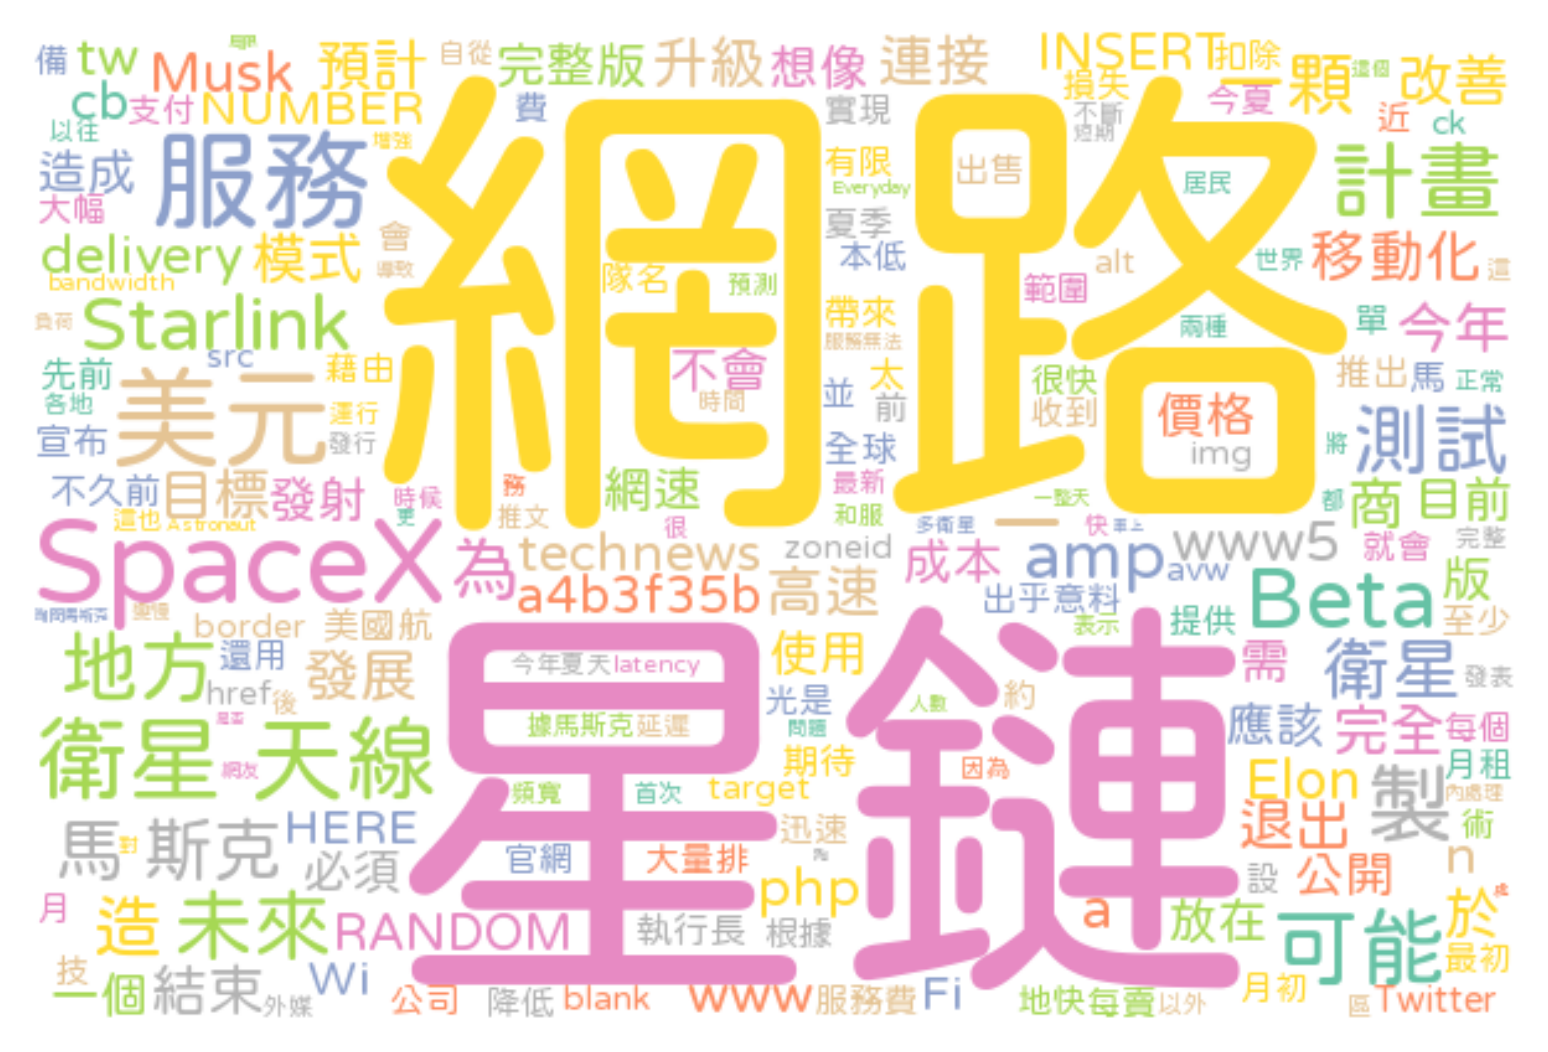 備 tw Musk 預計 自從 完整版 升級 想像 連接 INSERT 扣除 一顆 這個 改善
cb 支付 NUMBER 費 實現 損失 不斷 今夏 近 ck
以往 增強 短期
造成 服務 網路 有限 出售 居民 計畫
大幅 Everyday
delivery 模式 會 夏季 本低 alt 世界 移動化 這
bandwidth 導致 隊名 預測 範圍
負荷 Starlink 帶來 兩種 單 今年
src 服務無法
先前 美元 藉由 不會 太 很快 推出 馬 正常
各地 運行 時間 並 前 收到 價格
宣布 發行 全球 img 將 測試
不久前 目標 發射 時候 務 網速 最新 一整天 都 商 目前
這也 Astronaut 更 推文 很 和服 多衛星 一 快
SpaceX 為 technews zoneid 成本 amp www5 就會 完整
a4b3f35b 高速 avw Beta 版
出乎意料
border 美國航 表示 提供 至少
地方 還用 發展 今年夏天 latency 使用 星鏈 需 衛星 發表
href 後 光是 約
據馬斯克 延遲 問題 人數 應該 完全 每個
衛星 天線 網友 期待 因為 月租
頻寬 首次 target Elon 製 內處理
馬 對 斯克 HERE 迅速 退出 術
必須 官網 大量排 設 公開 n
月 造 未來 RANDOM php a 放在 可能 於
執行長 根據 最初
技 一個 結束 Wi
外媒 公司 降低 blank www 服務費 Fi 地快每賣 以外 月初 區 Twitter